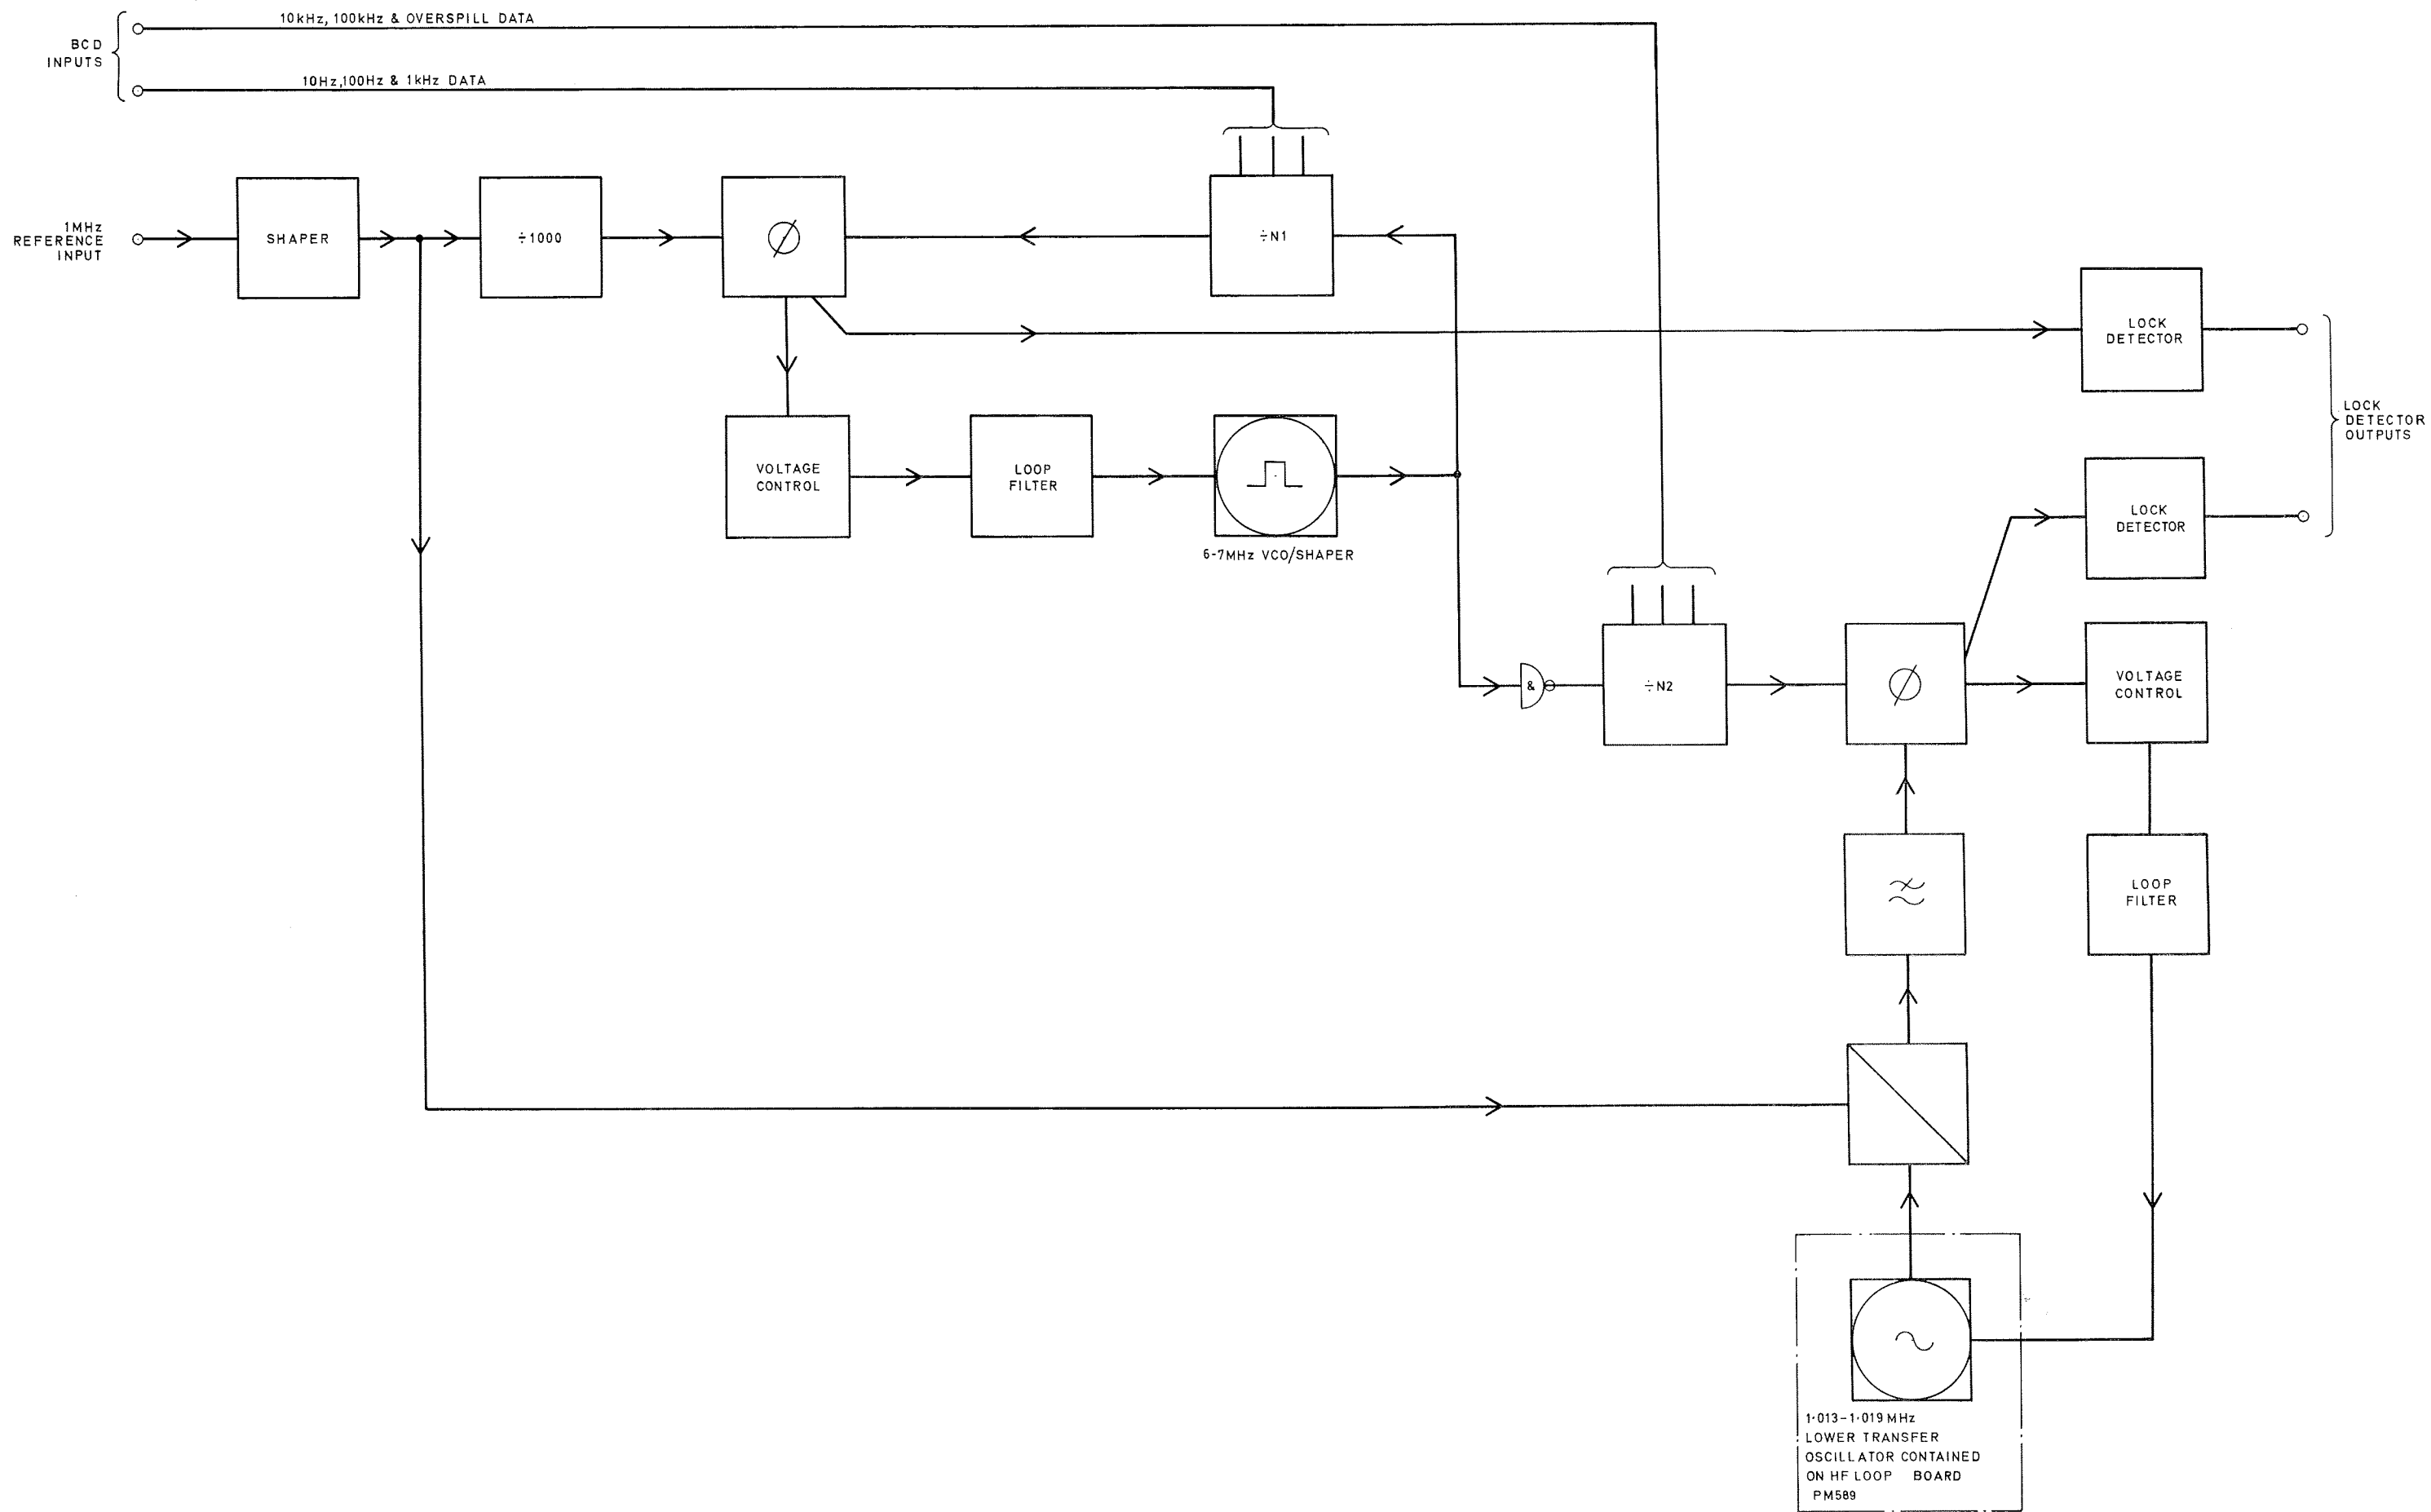 10kHz, 100kHz & OVERSPILL DATA
BCD
INPUTS
10Hz, 100Hz & 1kHz DATA
1MHz
REFERENCE
INPUT
SHAPER
÷1000
÷N1
LOCK
DETECTOR
LOCK
DETECTOR
OUTPUTS
VOLTAGE
CONTROL
LOOP
FILTER
6-7MHz VCO/SHAPER
LOCK
DETECTOR
&
÷N2
VOLTAGE
CONTROL
LOOP
FILTER
1·013-1·019 MHz
LOWER TRANSFER
OSCILLATOR CONTAINED
ON HF LOOP BOARD
PM589